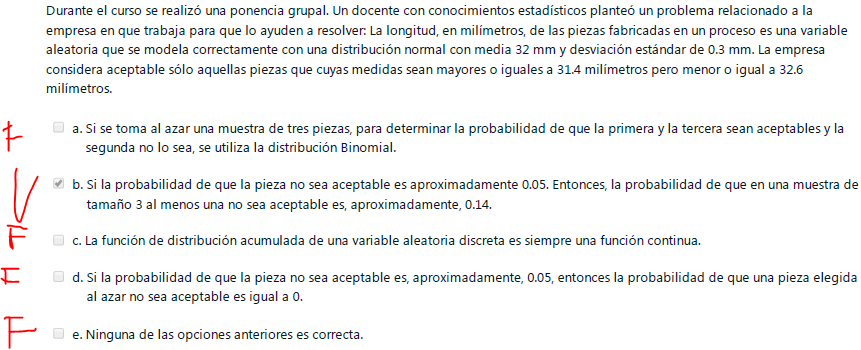 Durante el curso se realizó una ponencia grupal. Un docente con conocimientos estadísticos planteó un problema relacionado a la
empresa en que trabaja para que lo ayuden a resolver: La longitud, en milímetros, de las piezas fabricadas en un proceso es una variable
aleatoria que se modela correctamente con una distribución normal con media 32 mm y desviación estándar de 0.3 mm. La empresa
considera aceptable sólo aquellas piezas que cuyas medidas sean mayores o iguales a 31.4 milímetros pero menor o igual a 32.6
milímetros.
F a. Si se toma al azar una muestra de tres piezas, para determinar la probabilidad de que la primera y la tercera sean aceptables y la
segunda no lo sea, se utiliza la distribución Binomial.
V b. Si la probabilidad de que la pieza no sea aceptable es aproximadamente 0.05. Entonces, la probabilidad de que en una muestra de
tamaño 3 al menos una no sea aceptable es, aproximadamente, 0.14.
F c. La función de distribución acumulada de una variable aleatoria discreta es siempre una función continua.
F d. Si la probabilidad de que la pieza no sea aceptable es, aproximadamente, 0.05, entonces la probabilidad de que una pieza elegida
al azar no sea aceptable es igual a 0.
F e. Ninguna de las opciones anteriores es correcta.